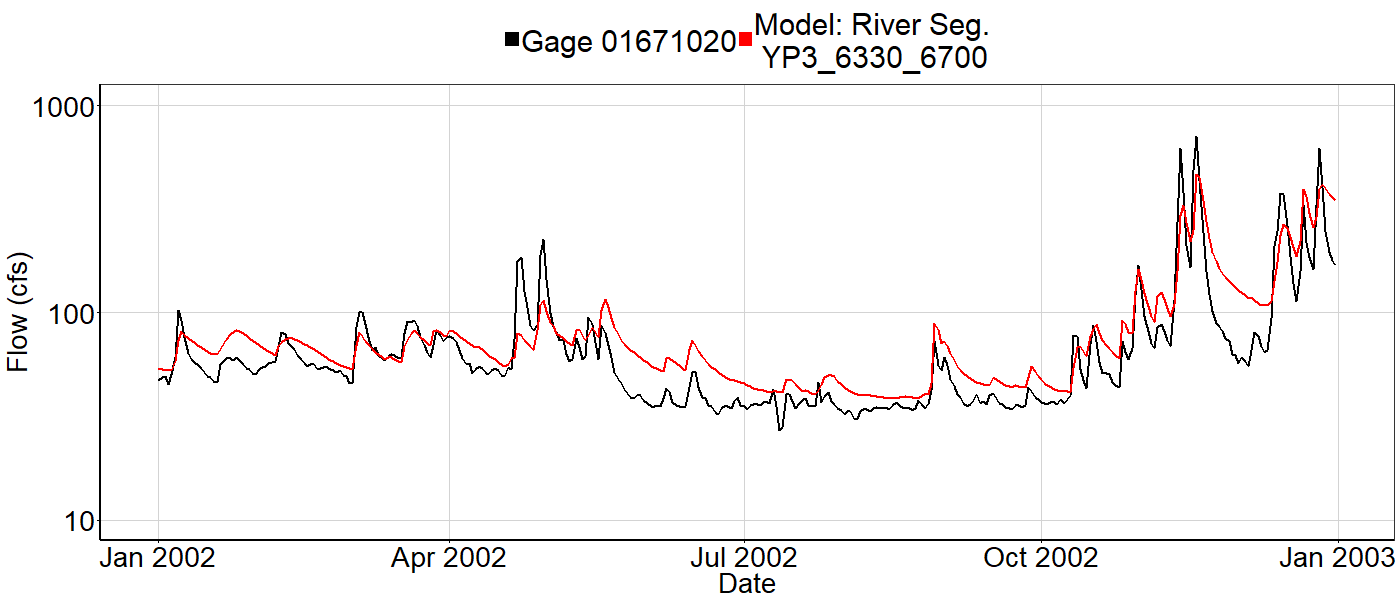 Gage 01671020
Model: River Seg.
YP3_6330_6700
Flow (cfs)
1000
100
10
Jan 2002
Apr 2002
Jul 2002
Oct 2002
Jan 2003
Date